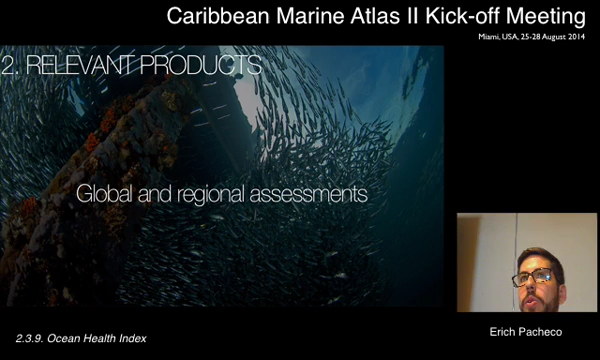 Caribbean Marine Atlas II Kick-off Meeting
Miami, USA, 25-28 August 2014
2. RELEVANT PRODUCTS
Global and regional assessments
Erich Pacheco
2.3.9. Ocean Health Index